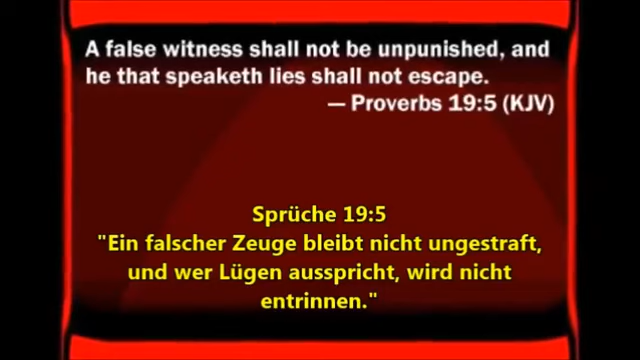 A false witness shall not be unpunished, and
he that speaketh lies shall not escape.
— Proverbs 19:5 (KJV)
Sprüche 19:5
"Ein falscher Zeuge bleibt nicht ungestraft,
und wer Lügen ausspricht, wird nicht
entrinnen."